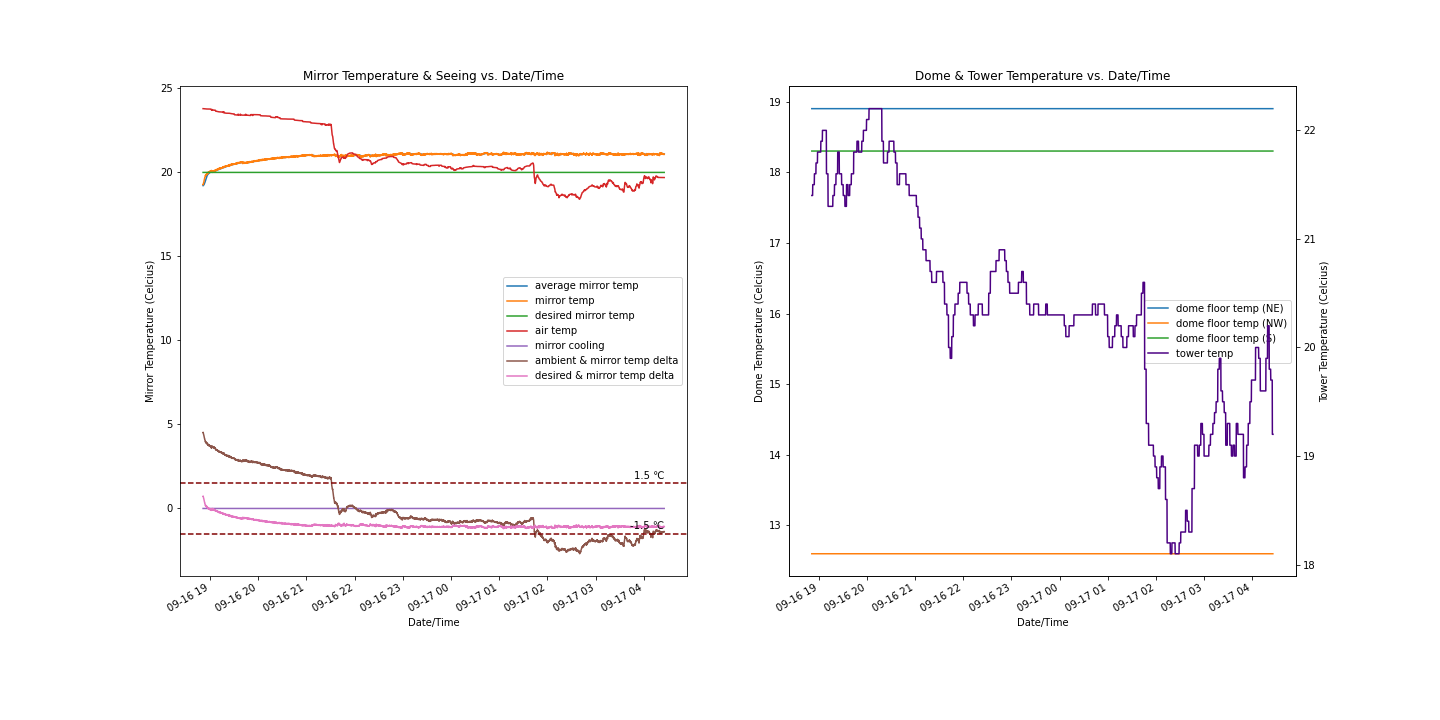 Mirror Temperature & Seeing vs. Date/Time
Mirror Temperature (Celcius)
25
20
15
10
5
0
average mirror temp
mirror temp
desired mirror temp
air temp
mirror cooling
ambient & mirror temp delta
desired & mirror temp delta
1.5 ℃
-1.5 ℃
09-16 19
09-16 20
09-16 21
09-16 22
09-16 23
09-17 00
09-17 01
09-17 02
09-17 03
09-17 04
Date/Time
Dome & Tower Temperature vs. Date/Time
Dome Temperature (Celcius)
19
18
17
16
15
14
13
dome floor temp (NE)
dome floor temp (NW)
dome floor temp (S)
tower temp
22
21
20
19
18
Tower Temperature (Celcius)
09-16 19
09-16 20
09-16 21
09-16 22
09-16 23
09-17 00
09-17 01
09-17 02
09-17 03
09-17 04
Date/Time